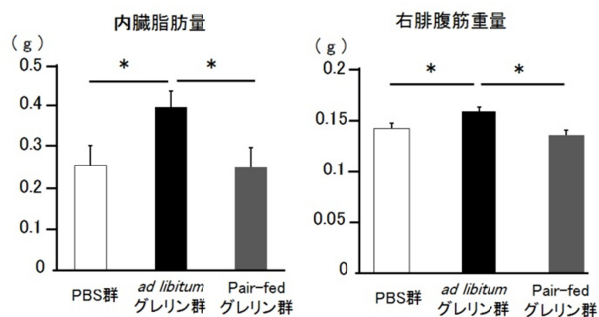 内臓脂肪量
(g)
0.5
0.4
0.3
0.2
0.1
0
*
*
PBS群
ad libitum
グレリン群
Pair-fed
グレリン群
右腓腹筋重量
(g)
0.2
0.15
0.1
0.05
0
*
*
PBS群
ad libitum
グレリン群
Pair-fed
グレリン群